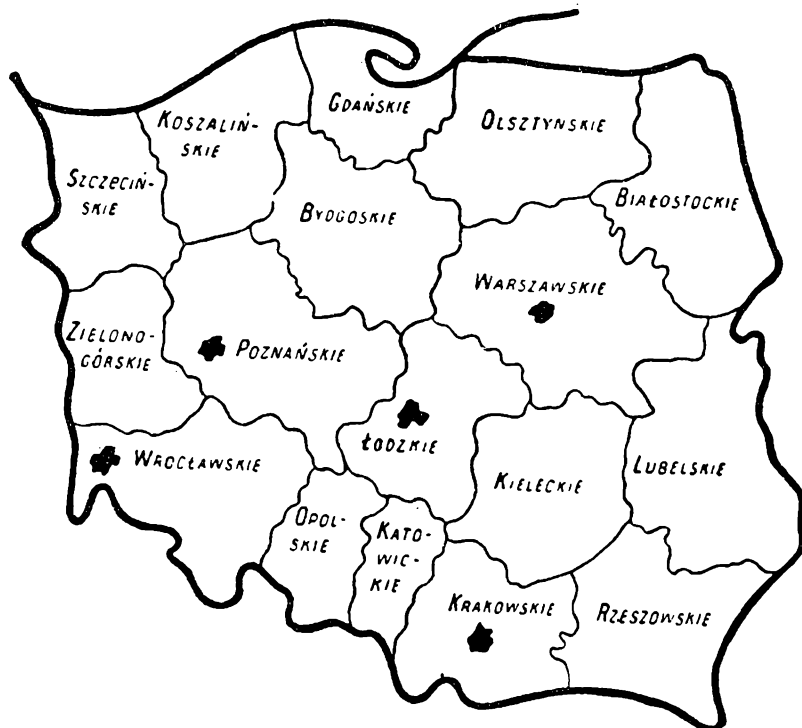 GDAŃSKIE
KOSZALIŃ-
SKIE
OLSZTYNSKIE
SZCZECIŃ-
SKIE
BYDGOSKIE
BIAŁOSTOCKIE
WARSZAWSKIE
ZIELONO-
GÓRSKIE
POZNAŃSKIE
ŁODZKIE
WROCŁAWSKIE
KIELECKIE
LUBELSKIE
OPOL-
SKIE
KATO-
WIC-
KIE
KRAKOWSKIE
RZESZOWSKIE